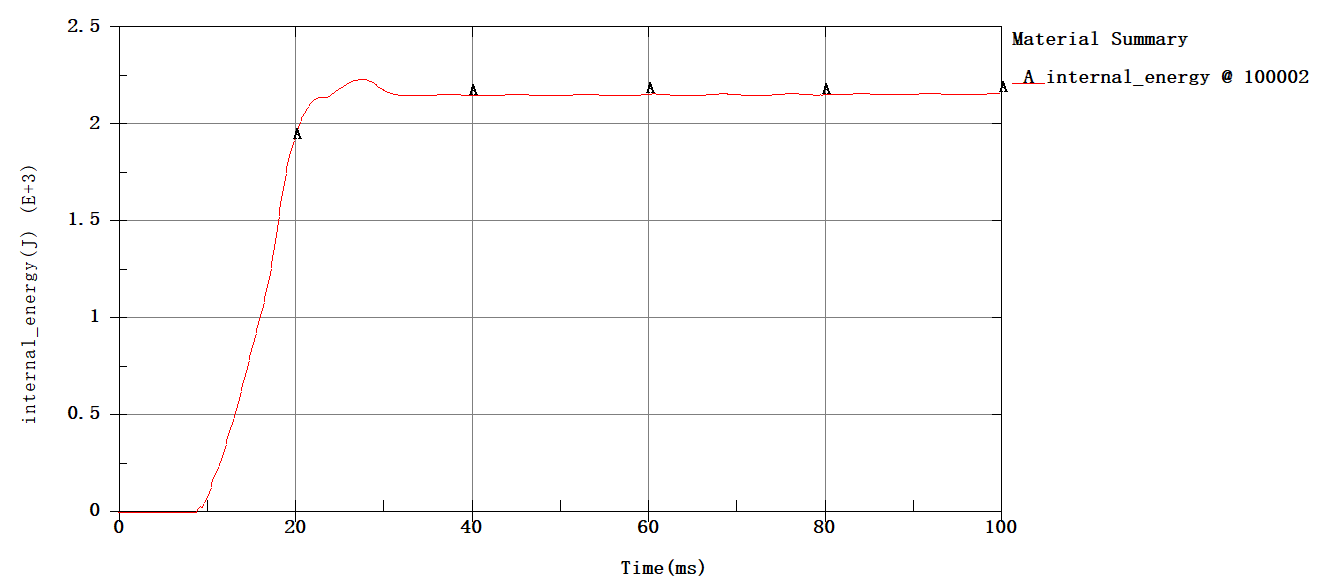 Material Summary
A internal_energy @ 100002
internal_energy(J) (E+3)
2.5
2
1.5
1
0.5
0
A
A
A
A
A
0
20
40
60
80
100
Time(ms)